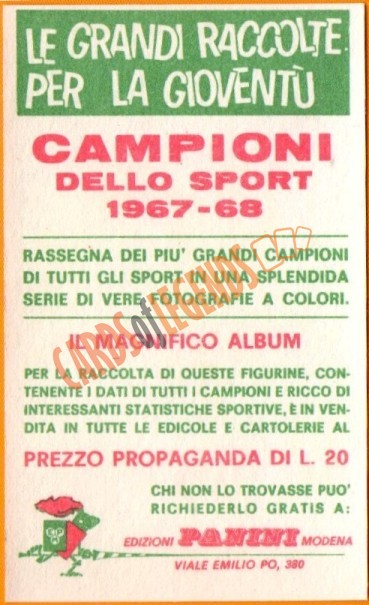 LE GRANDI RACCOLTE
PER LA GIOVENTÙ
CAMPIONI
DELLO SPORT
1967-68
RASSEGNA DEI PIU' GRANDI CAMPIONI
DI TUTTI GLI SPORT IN UNA SPLENDIDA
SERIE DI VERE FOTOGRAFIE A COLORI.
IL MAGNIFICO ALBUM
PER LA RACCOLTA DI QUESTE FIGURINE, CON-
TENENTE I DATI DI TUTTI I CAMPIONI E RICCO DI
INTERESSANTI STATISTICHE SPORTIVE, È IN VEN-
DITA IN TUTTE LE EDICOLE E CARTOLERIE AL
PREZZO PROPAGANDA DI L. 20
CHI NON LO TROVASSE PUO'
RICHIEDERLO GRATIS A:
EDIZIONI PANINI MODENA
VIALE EMILIO PO, 380
CARDS of LEGENDS